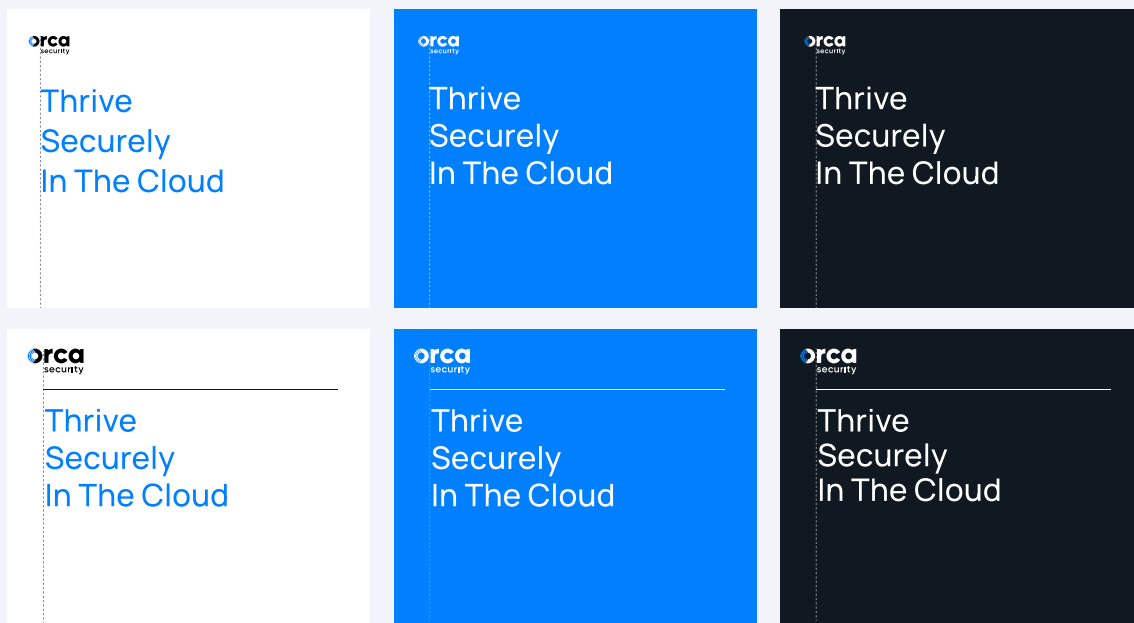 orca
security
Thrive
Securely
In The Cloud
orca
security
Thrive
Securely
In The Cloud
orca
security
Thrive
Securely
In The Cloud
orca
security
Thrive
Securely
In The Cloud
orca
security
Thrive
Securely
In The Cloud
orca
security
Thrive
Securely
In The Cloud